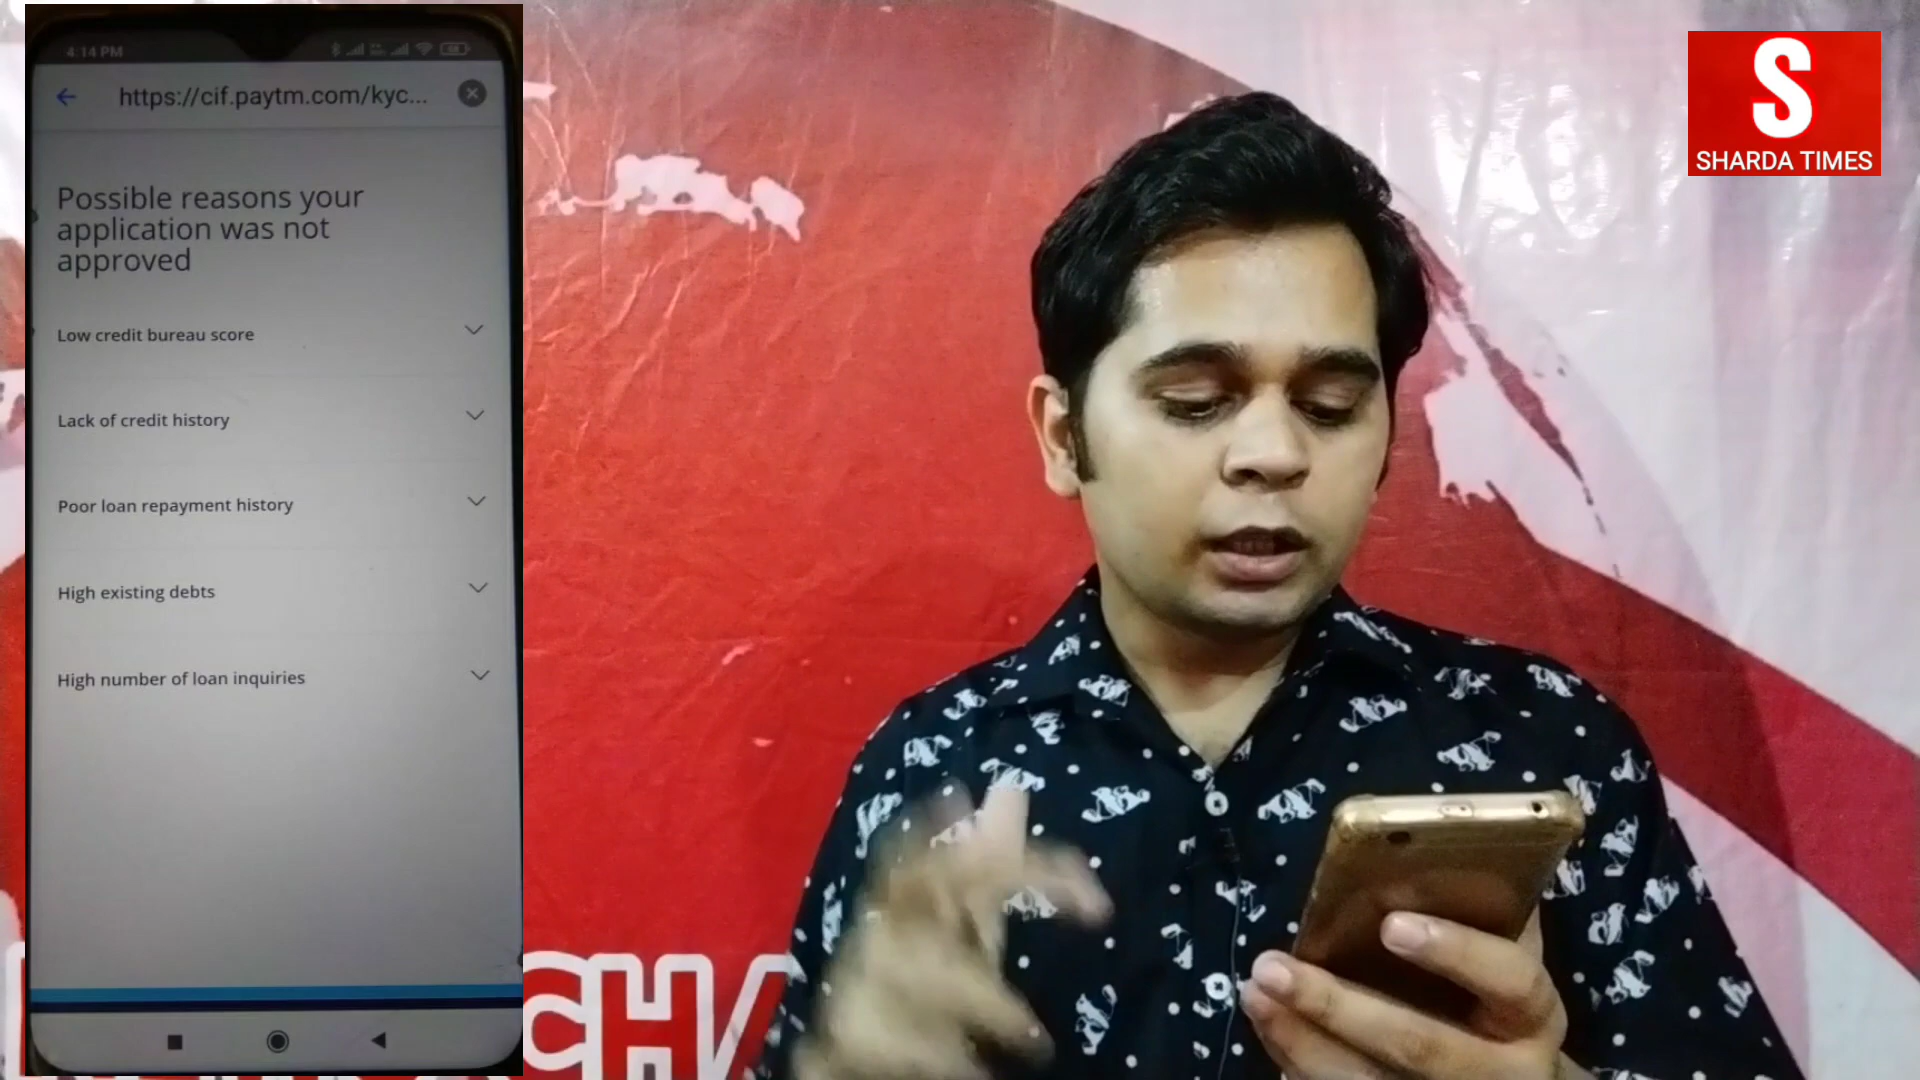 4:14 PM
https://cif.paytm.com/kyc...
Possible reasons your
application was not
approved
Low credit bureau score
Lack of credit history
Poor loan repayment history
High existing debts
High number of loan inquiries
S
SHARDA TIMES
CH